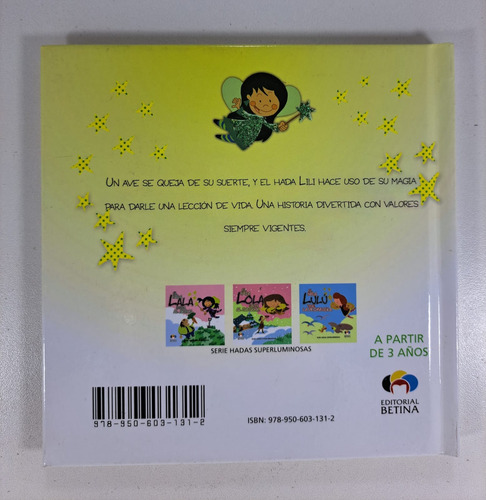 UN AVE SE QUEJA DE SU SUERTE, Y EL HADA LILI HACE USO DE SU MAGIA
PARA DARLE UNA LECCIÓN DE VIDA. UNA HISTORIA DIVERTIDA CON VALORES
SIEMPRE VIGENTES.
LALA
LOLA
LULÚ
SERIE HADAS SUPERLUMINOSAS
A PARTIR
DE 3 AÑOS
EDITORIAL
BETINA
978-950-603-131-2
ISBN: 978-950-603-131-2